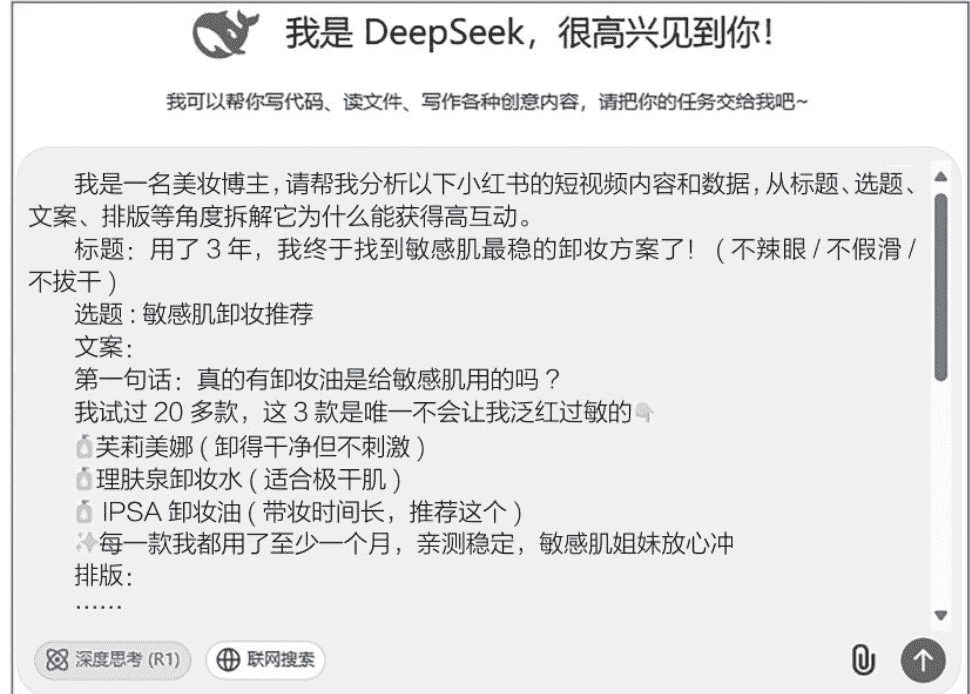 我是 DeepSeek，很高兴见到你！
我可以帮你写代码、读文件、写作各种创意内容，请把你的任务交给我吧~
我是一名美妆博主，请帮我分析以下小红书的短视频内容和数据，从标题、选题、
文案、排版等角度拆解它为什么能获得高互动。
标题：用了 3 年，我终于找到敏感肌最稳的卸妆方案了！（不辣眼 / 不假滑 /
不拔干）
选题：敏感肌卸妆推荐
文案：
第一句话：真的有卸妆油是给敏感肌用的吗？
我试过 20 多款，这 3 款是唯一不会让我泛红过敏的👇
🧴芙莉美娜（卸得干净但不刺激）
🧴理肤泉卸妆水（适合极干肌）
🧴 IPSA 卸妆油（带妆时间长，推荐这个）
✨每一款我都用了至少一个月，亲测稳定，敏感肌姐妹放心冲
排版：
……
深度思考 (R1) 联网搜索